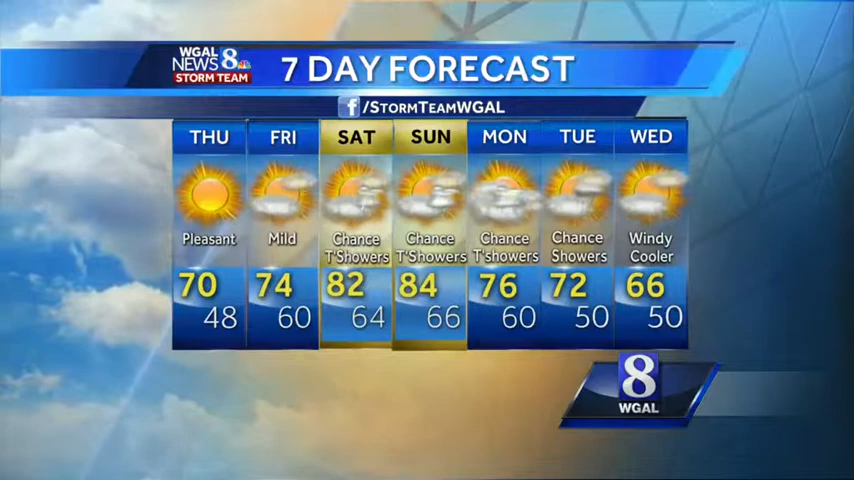 WGAL
NEWS 8
STORM TEAM
7 DAY FORECAST
f /STORMTEAMWGAL
THU FRI SAT SUN MON TUE WED
Pleasant Mild Chance T'Showers Chance T'Showers Chance T'showers Chance Showers Windy Cooler
70 74 82 84 76 72 66
48 60 64 66 60 50 50
8
WGAL